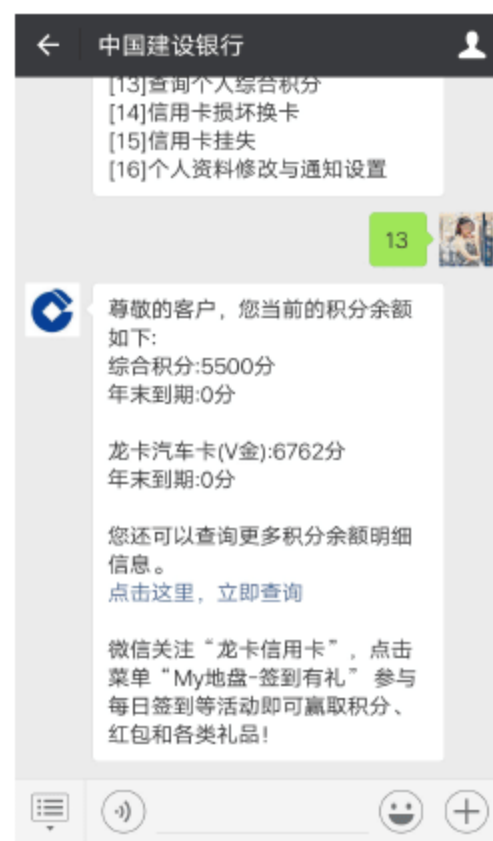 中国建设银行
[13]查询个人综合积分
[14]信用卡损坏换卡
[15]信用卡挂失
[16]个人资料修改与通知设置
13
尊敬的客户，您当前的积分余额
如下:
综合积分:5500分
年末到期:0分
龙卡汽车卡(V金):6762分
年末到期:0分
您还可以查询更多积分余额明细
信息。
点击这里，立即查询
微信关注“龙卡信用卡”，点击
菜单“My地盘-签到有礼” 参与
每日签到等活动即可赢取积分、
红包和各类礼品!